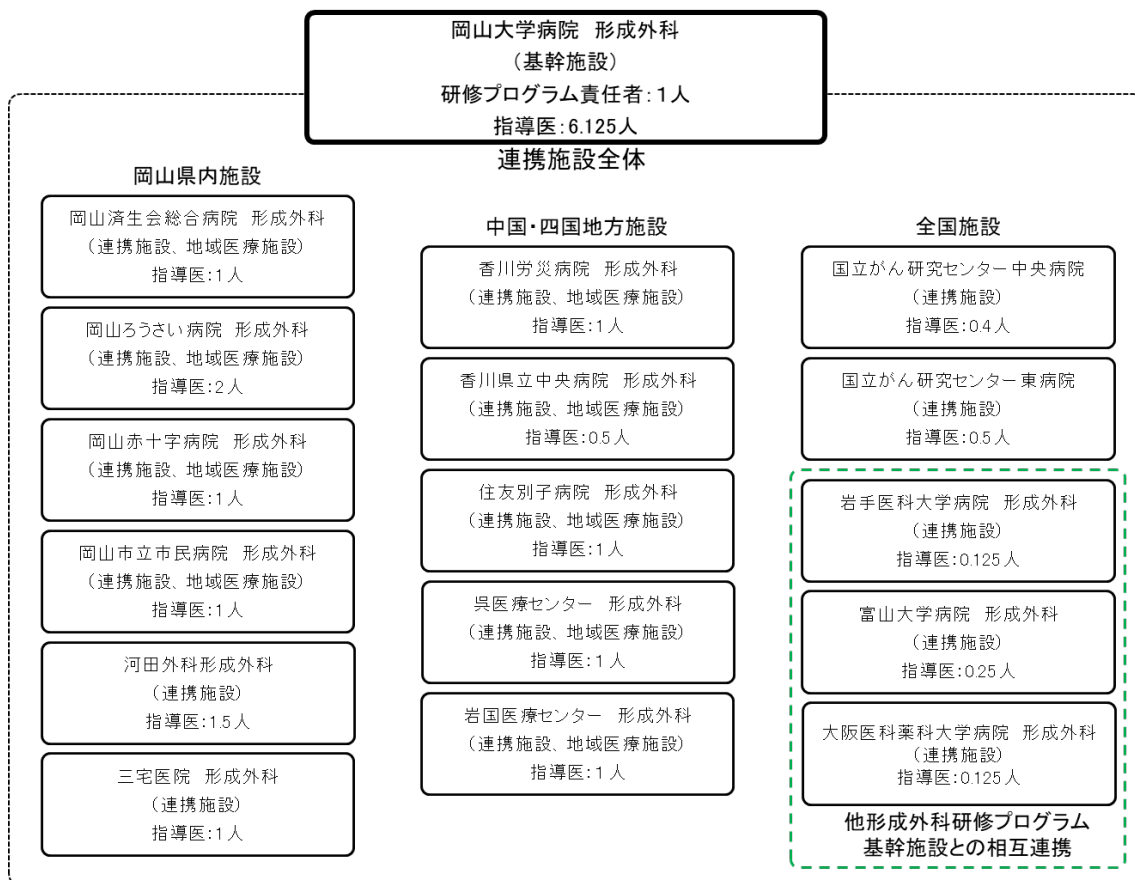 岡山大学病院 形成外科
（基幹施設）
研修プログラム責任者：１人
指導医：6.125人
連携施設全体
岡山県内施設
岡山済生会総合病院 形成外科
（連携施設、地域医療施設）
指導医：1人
岡山ろうさい病院 形成外科
（連携施設、地域医療施設）
指導医：2人
岡山赤十字病院 形成外科
（連携施設、地域医療施設）
指導医：1人
岡山市立市民病院 形成外科
（連携施設、地域医療施設）
指導医：1人
河田外科形成外科
（連携施設）
指導医：1.5人
三宅医院 形成外科
（連携施設）
指導医：1人
中国・四国地方施設
香川労災病院 形成外科
（連携施設、地域医療施設）
指導医：1人
香川県立中央病院 形成外科
（連携施設、地域医療施設）
指導医：0.5人
住友別子病院 形成外科
（連携施設、地域医療施設）
指導医：1人
呉医療センター 形成外科
（連携施設、地域医療施設）
指導医：1人
岩国医療センター 形成外科
（連携施設、地域医療施設）
指導医：1人
全国施設
国立がん研究センター中央病院
（連携施設）
指導医：0.4人
国立がん研究センター東病院
（連携施設）
指導医：0.5人
岩手医科大学病院 形成外科
（連携施設）
指導医：0.125人
富山大学病院 形成外科
（連携施設）
指導医：0.25人
大阪医科薬科大学病院 形成外科
（連携施設）
指導医：0.125人
他形成外科研修プログラム
基幹施設との相互連携